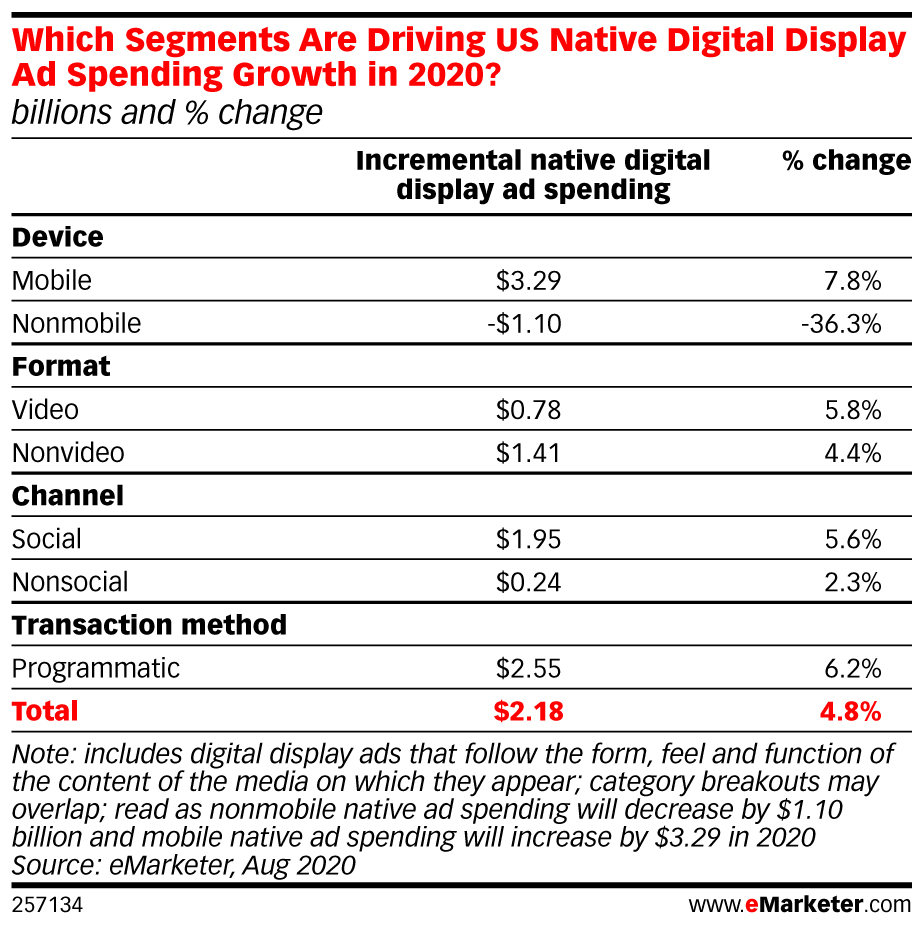 Which Segments Are Driving US Native Digital Display
Ad Spending Growth in 2020?
billions and % change
Incremental native digital
display ad spending
% change
Device
Mobile $3.29 7.8%
Nonmobile -$1.10 -36.3%
Format
Video $0.78 5.8%
Nonvideo $1.41 4.4%
Channel
Social $1.95 5.6%
Nonsocial $0.24 2.3%
Transaction method
Programmatic $2.55 6.2%
Total $2.18 4.8%
Note: includes digital display ads that follow the form, feel and function of
the content of the media on which they appear; category breakouts may
overlap; read as nonmobile native ad spending will decrease by $1.10
billion and mobile native ad spending will increase by $3.29 in 2020
Source: eMarketer, Aug 2020
257134 www.eMarketer.com